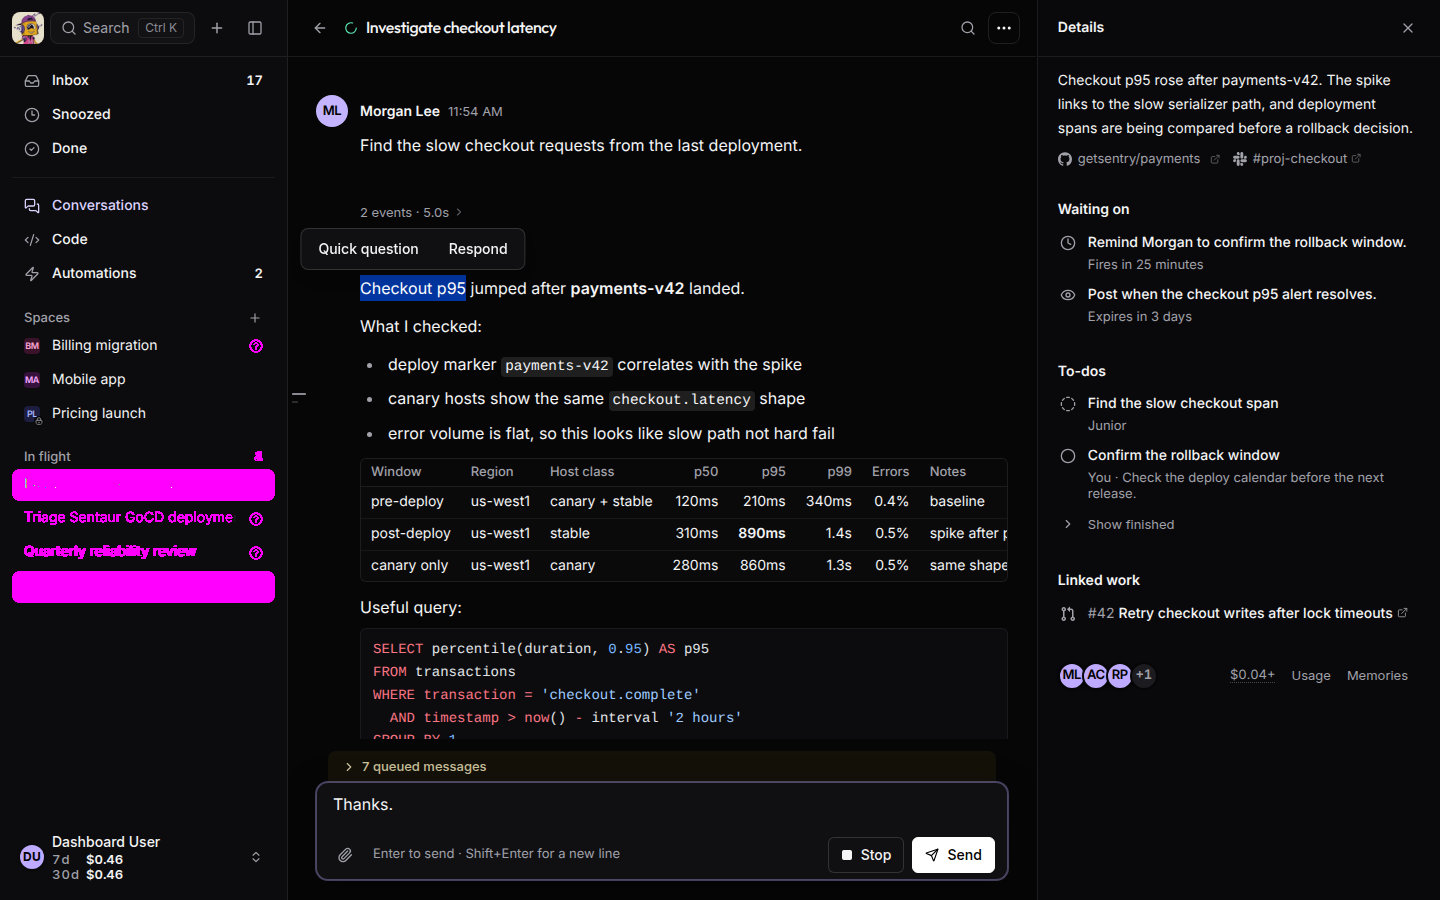 Search Ctrl K
Inbox 17
Snoozed
Done
Conversations
Code
Automations 2
Spaces
BM Billing migration
MA Mobile app
PL Pricing launch
In flight
Triage Sentaur GoCD deployme
Quarterly reliability review
DU Dashboard User
7d $0.46
30d $0.46
Investigate checkout latency
ML Morgan Lee 11:54 AM
Find the slow checkout requests from the last deployment.
2 events · 5.0s
Quick question Respond
Checkout p95 jumped after payments-v42 landed.
What I checked:
• deploy marker payments-v42 correlates with the spike
• canary hosts show the same checkout.latency shape
• error volume is flat, so this looks like slow path not hard fail
Window Region Host class p50 p95 p99 Errors Notes
pre-deploy us-west1 canary + stable 120ms 210ms 340ms 0.4% baseline
post-deploy us-west1 stable 310ms 890ms 1.4s 0.5% spike after p
canary only us-west1 canary 280ms 860ms 1.3s 0.5% same shape
Useful query:
SELECT percentile(duration, 0.95) AS p95
FROM transactions
WHERE transaction = 'checkout.complete'
AND timestamp > now() - interval '2 hours'
GROUP BY 1
7 queued messages
Thanks.
Enter to send · Shift+Enter for a new line
Stop Send
Details
Checkout p95 rose after payments-v42. The spike
links to the slow serializer path, and deployment
spans are being compared before a rollback decision.
getsentry/payments #proj-checkout
Waiting on
Remind Morgan to confirm the rollback window.
Fires in 25 minutes
Post when the checkout p95 alert resolves.
Expires in 3 days
To-dos
Find the slow checkout span
Junior
Confirm the rollback window
You · Check the deploy calendar before the next
release.
Show finished
Linked work
#42 Retry checkout writes after lock timeouts
ML AC RP +1 $0.04+ Usage Memories